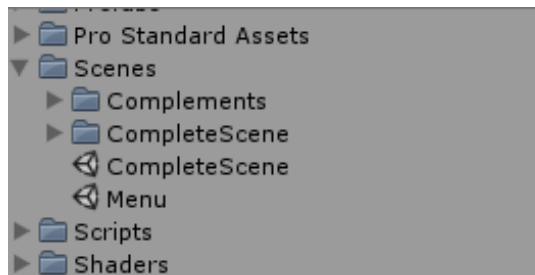 Pro Standard Assets
Scenes
Complements
CompleteScene
CompleteScene
Menu
Scripts
Shaders